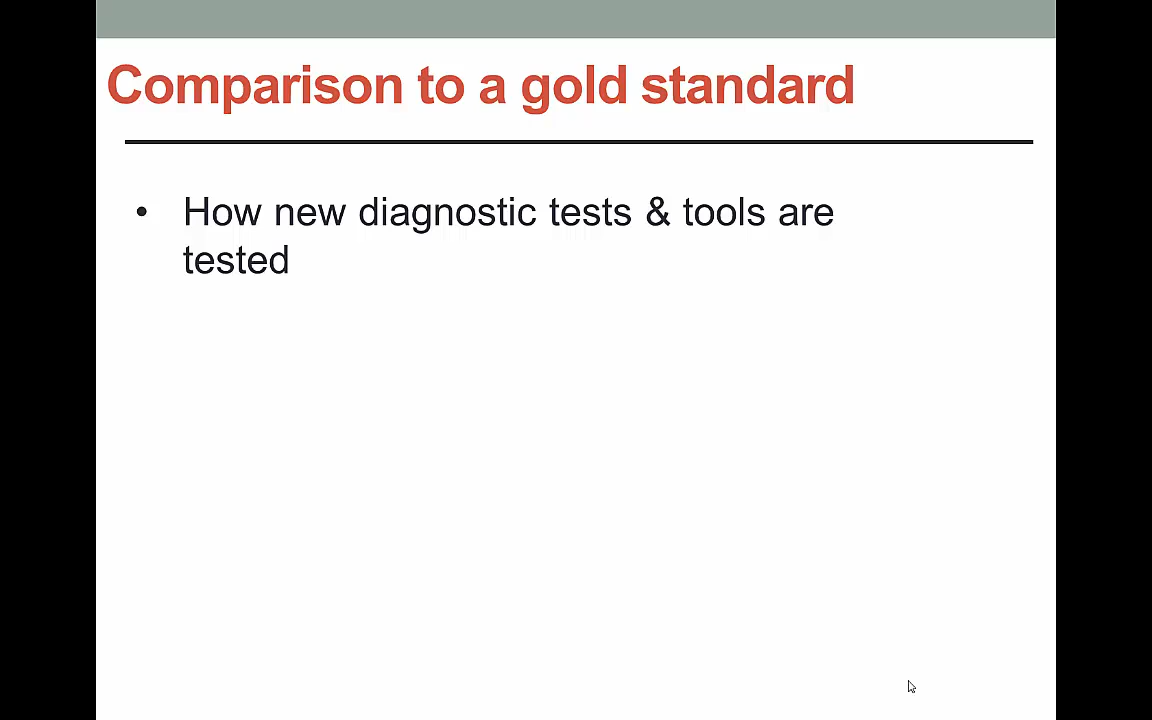 Comparison to a gold standard
• How new diagnostic tests & tools are
tested